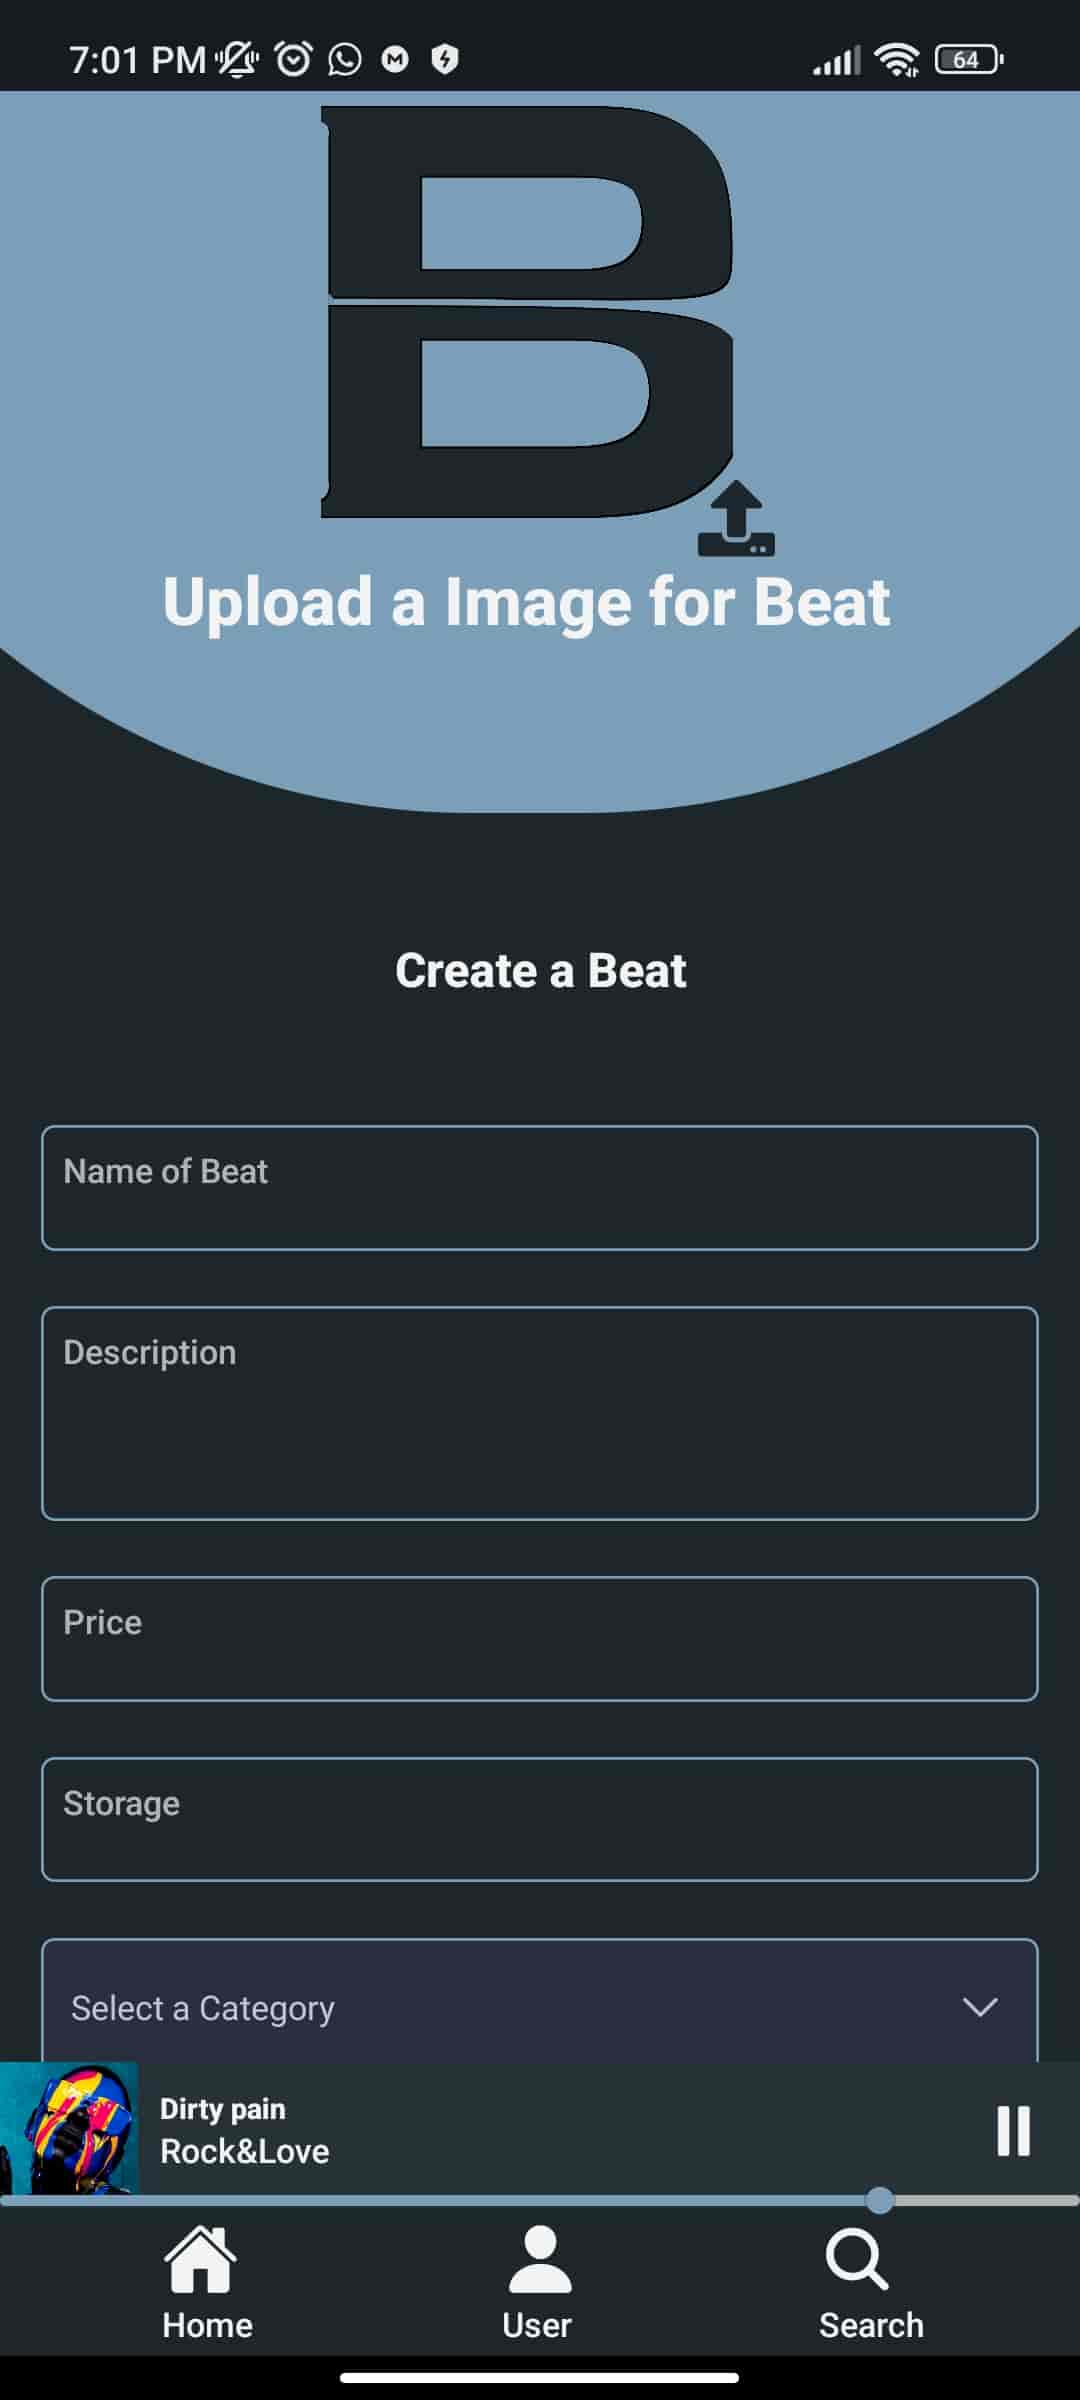 7:01 PM
64
B
Upload a Image for Beat
Create a Beat
Name of Beat
Description
Price
Storage
Select a Category
Dirty pain
Rock&Love
Home
User
Search